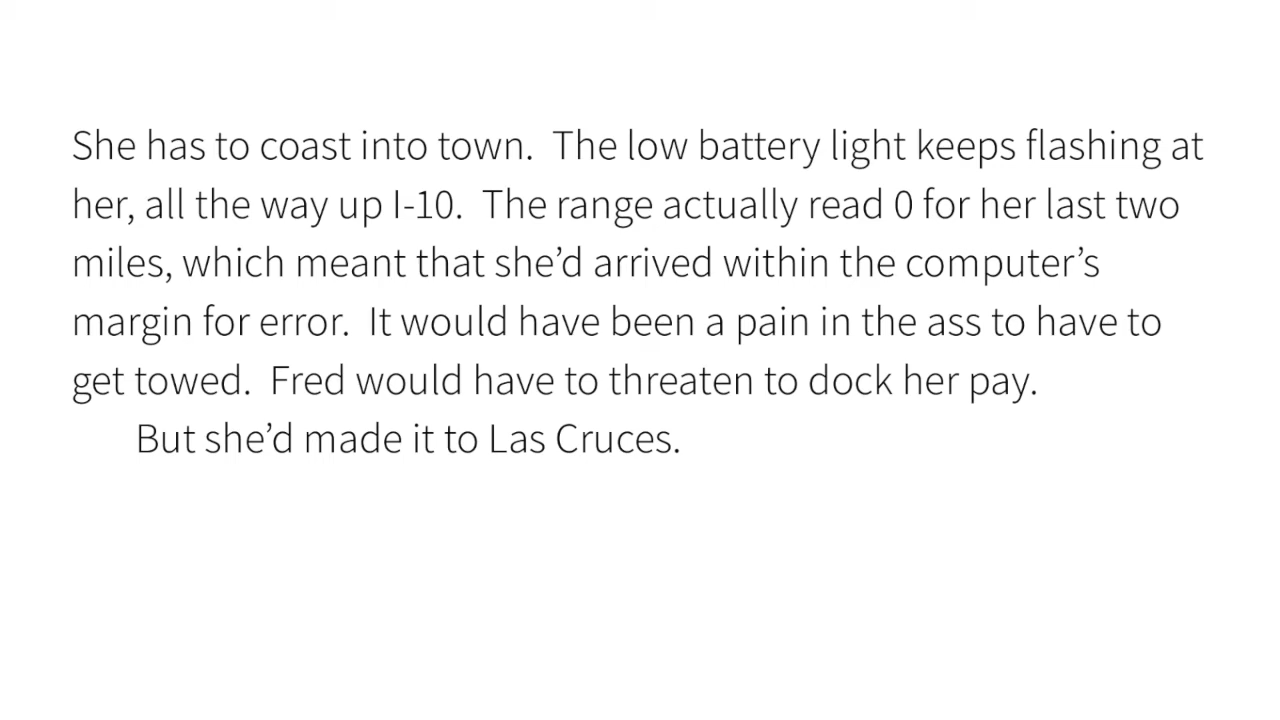 She has to coast into town.  The low battery light keeps flashing at
her, all the way up I-10.  The range actually read 0 for her last two
miles, which meant that she’d arrived within the computer’s
margin for error.  It would have been a pain in the ass to have to
get towed.  Fred would have to threaten to dock her pay.
But she’d made it to Las Cruces.